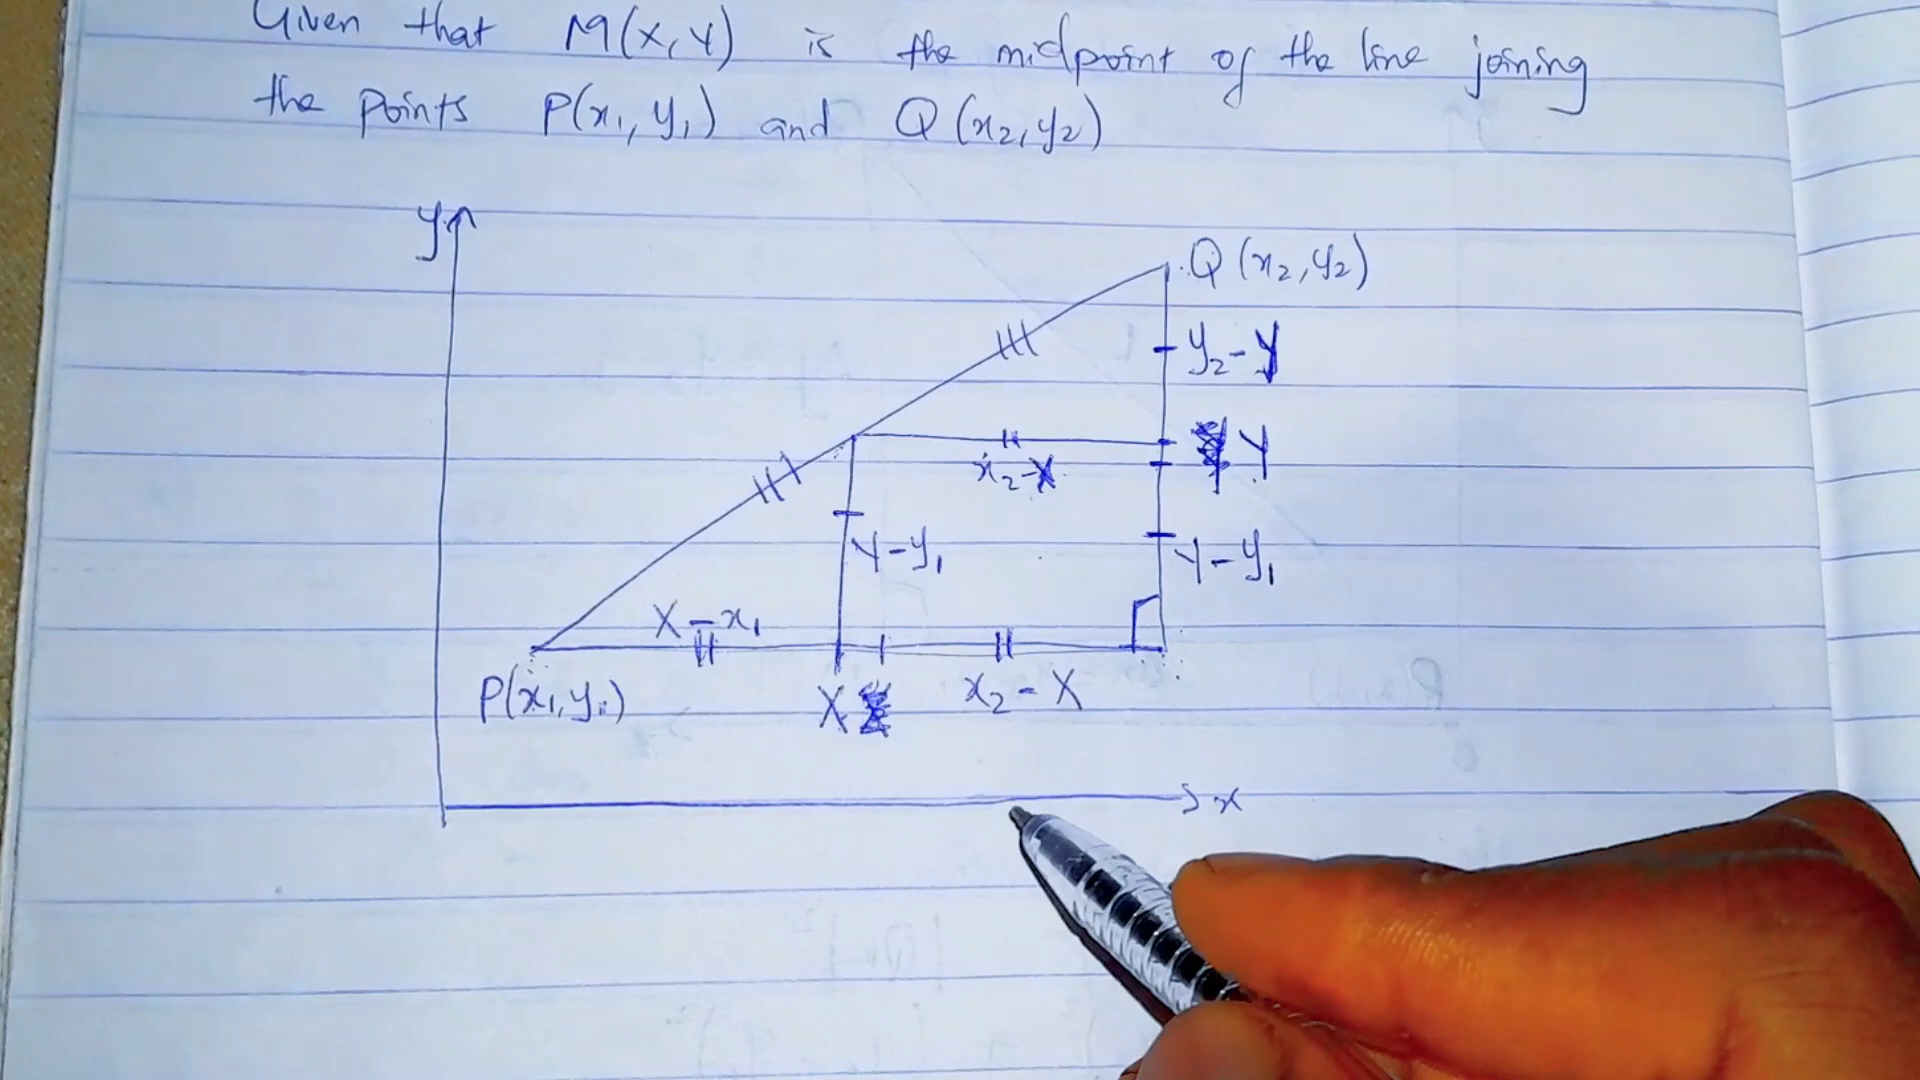 Given that M(X,Y) is the midpoint of the line joining
the points P(x₁, y₁) and Q(x₂, y₂)
y
Q(x₂, y₂)
y₂-Y
Y
x₂-X
Y-y₁
Y-y₁
X-x₁
P(x₁, y₁)
X
x₂-X
x